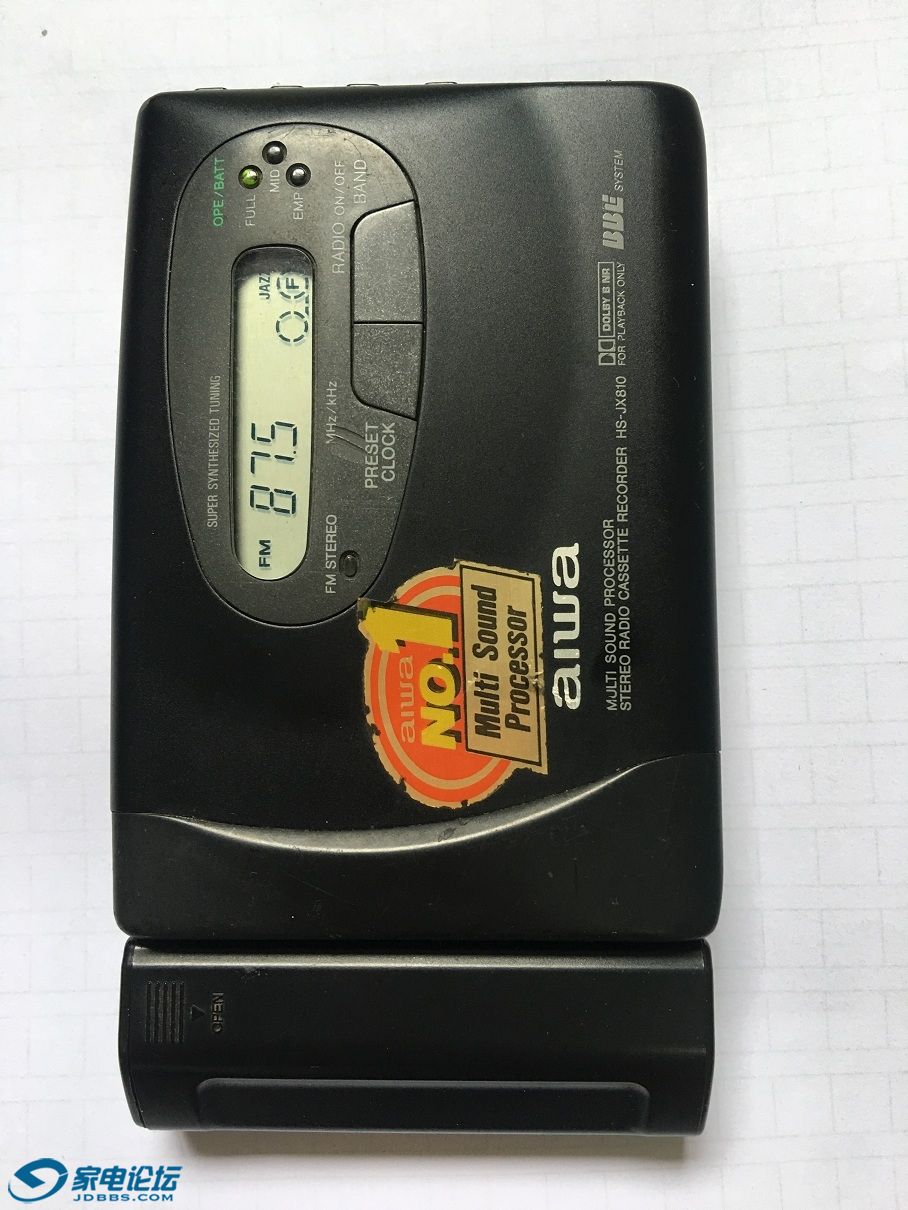 OPE/BATT
FULL
MID
EMP
RADIO ON/OFF
BAND
SUPER SYNTHESIZED TUNING
JAZZ
F
FM 87.5
MHz/kHz
PRESET
CLOCK
FM STEREO
aiwa
NO.1
Multi Sound
Processor
aiwa
MULTI SOUND PROCESSOR
STEREO RADIO CASSETTE RECORDER HS-JX810
DOLBY B NR
FOR PLAYBACK ONLY
BBE SYSTEM
OPEN
家电论坛
JDBBS.COM